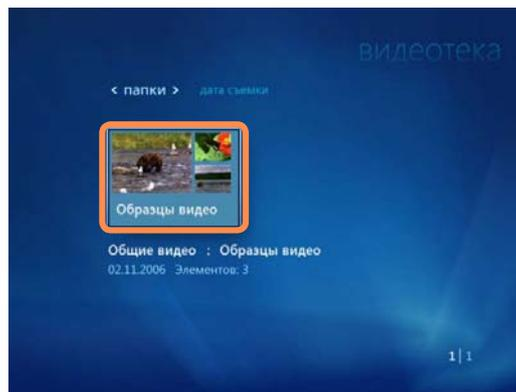 видеотека
< папки > дата съемки
Образцы видео
Общие видео : Образцы видео
02.11.2006 Элементов: 3
1|1